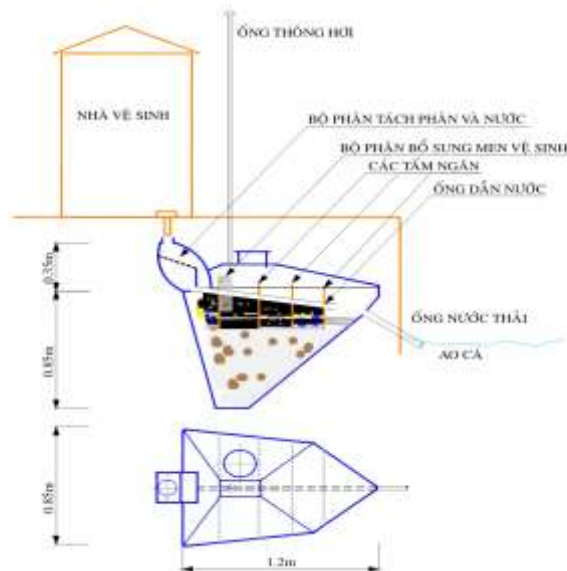 ỐNG THÔNG HƠI
NHÀ VỆ SINH
BỘ PHẬN TÁCH PHÂN VÀ NƯỚC
BỘ PHẬN BỔ SUNG MEN VỆ SINH
CÁC TẤM NGĂN
ỐNG DẪN NƯỚC
0.35m
0.85m
ỐNG NƯỚC THẢI
AO CÁ
0.85m
1.2m